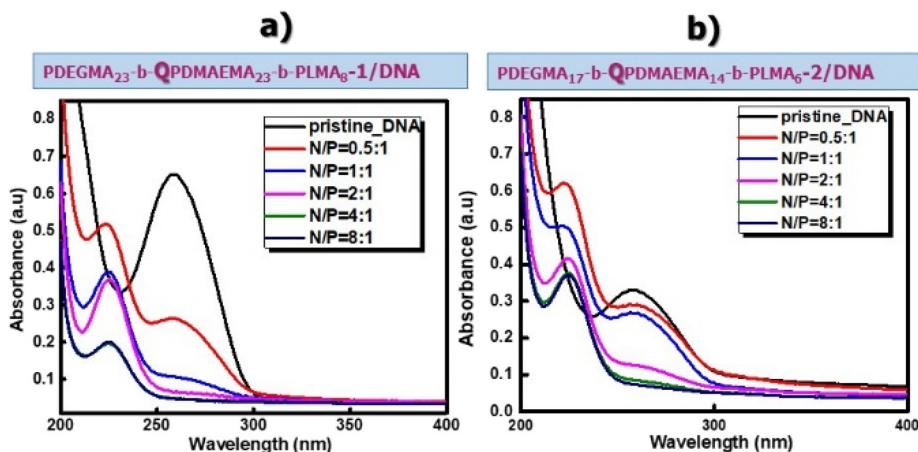 a)
PDEGMA₂₃-b-QPDMAEMA₂₃-b-PLMA₈-1/DNA
0.7
0.6
0.5
0.4
0.3
0.2
0.1
Absorbance (a.u)
pristine_DNA
N/P=0.5:1
N/P=1:1
N/P=2:1
N/P=4:1
N/P=8:1
200 250 300 350 400
Wavelength (nm)
b)
PDEGMA₁₇-b-QPDMAEMA₁₄-b-PLMA₆-2/DNA
0.8
0.7
0.6
0.5
0.4
0.3
0.2
0.1
0.0
Absorbance (a.u)
pristine_DNA
N/P=0.5:1
N/P=1:1
N/P=2:1
N/P=4:1
N/P=8:1
200 300 400
Wavelength (nm)